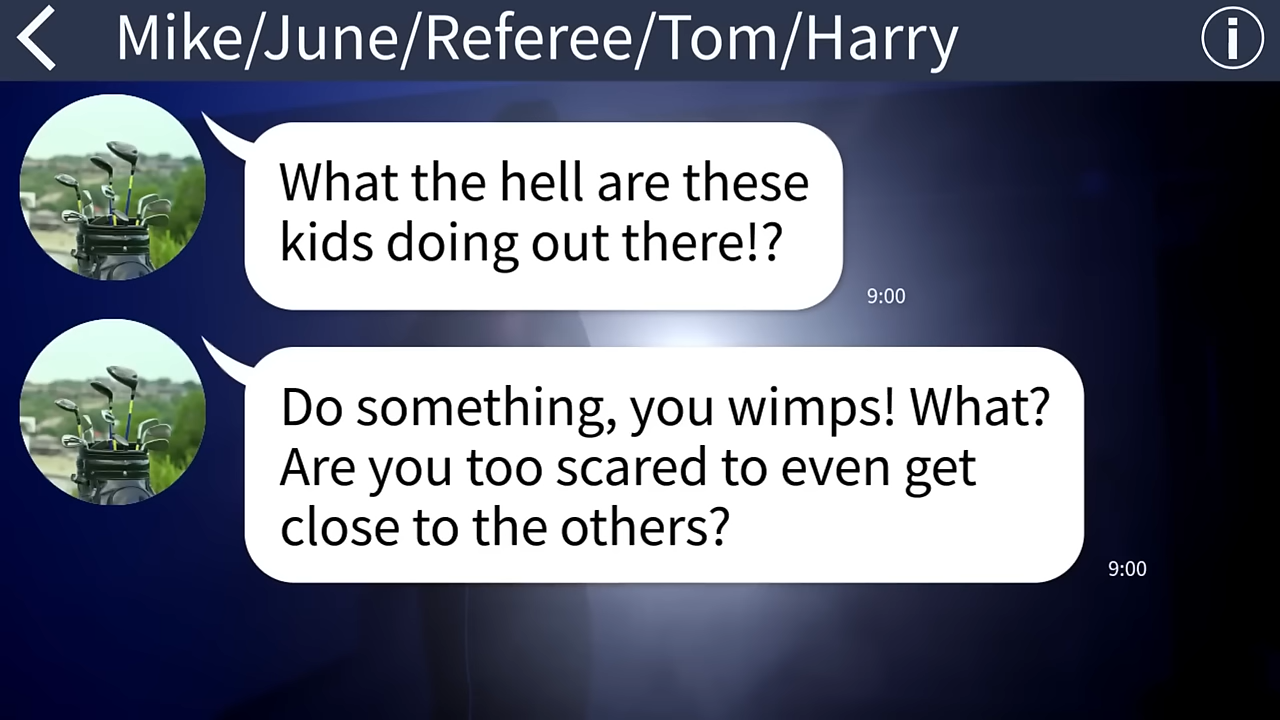 Mike/June/Referee/Tom/Harry
What the hell are these
kids doing out there!?
9:00
Do something, you wimps! What?
Are you too scared to even get
close to the others?
9:00